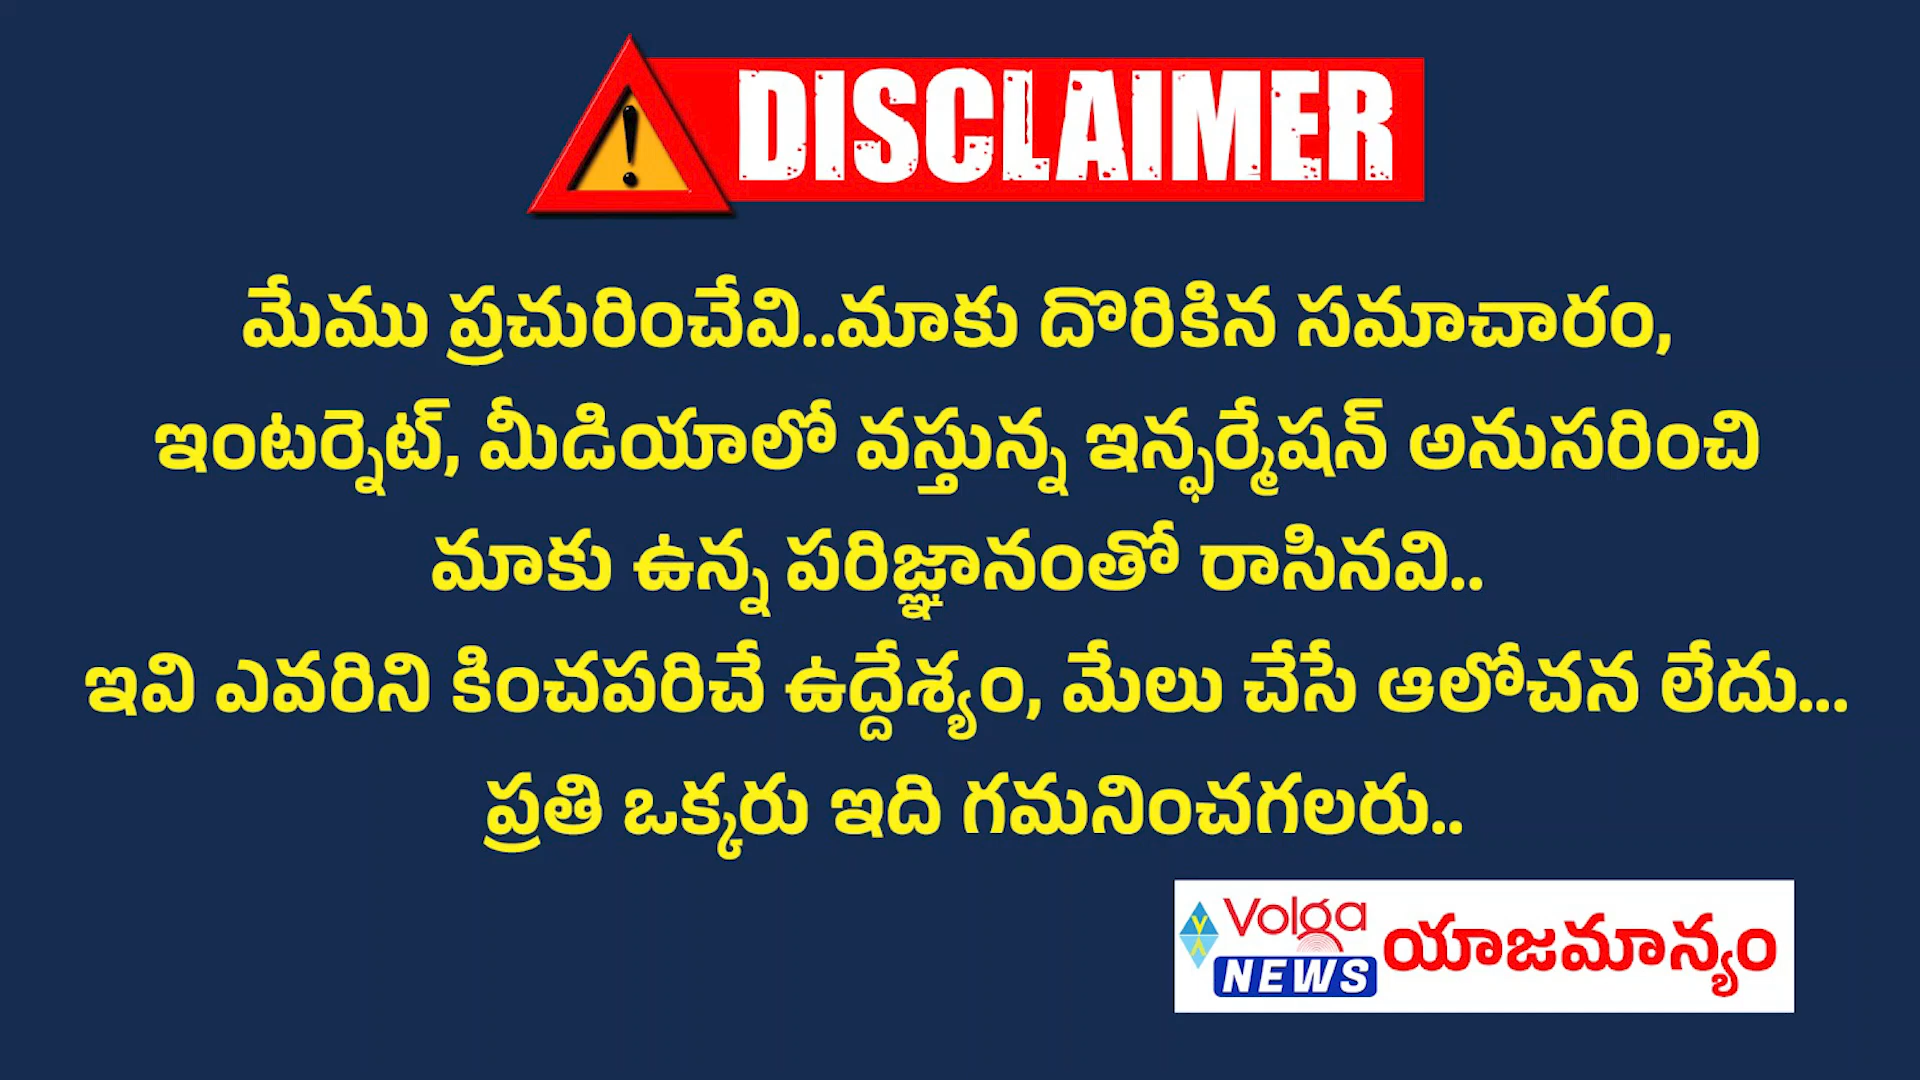 DISCLAIMER
మేము ప్రచురించేవి..మాకు దొరికిన సమాచారం,
ఇంటర్నెట్, మీడియాలో వస్తున్న ఇన్ఫర్మేషన్ అనుసరించి
మాకు ఉన్న పరిజ్ఞానంతో రాసినవి..
ఇవి ఎవరిని కించపరిచే ఉద్దేశ్యం, మేలు చేసే ఆలోచన లేదు...
ప్రతి ఒక్కరు ఇది గమనించగలరు..
Volga
NEWS యాజమాన్యం